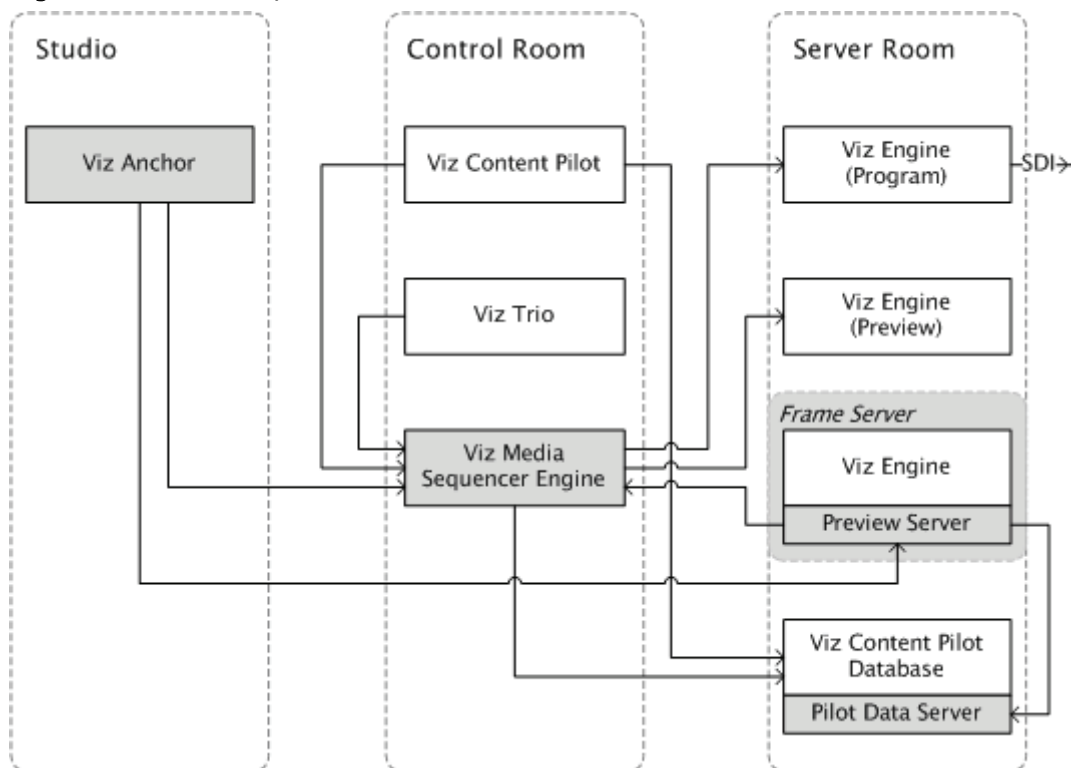 Studio
Control Room
Server Room
Viz Anchor
Viz Content Pilot
Viz Engine
(Program)
SDI
Viz Trio
Viz Engine
(Preview)
Frame Server
Viz Media
Sequencer Engine
Viz Engine
Preview Server
Viz Content Pilot
Database
Pilot Data Server